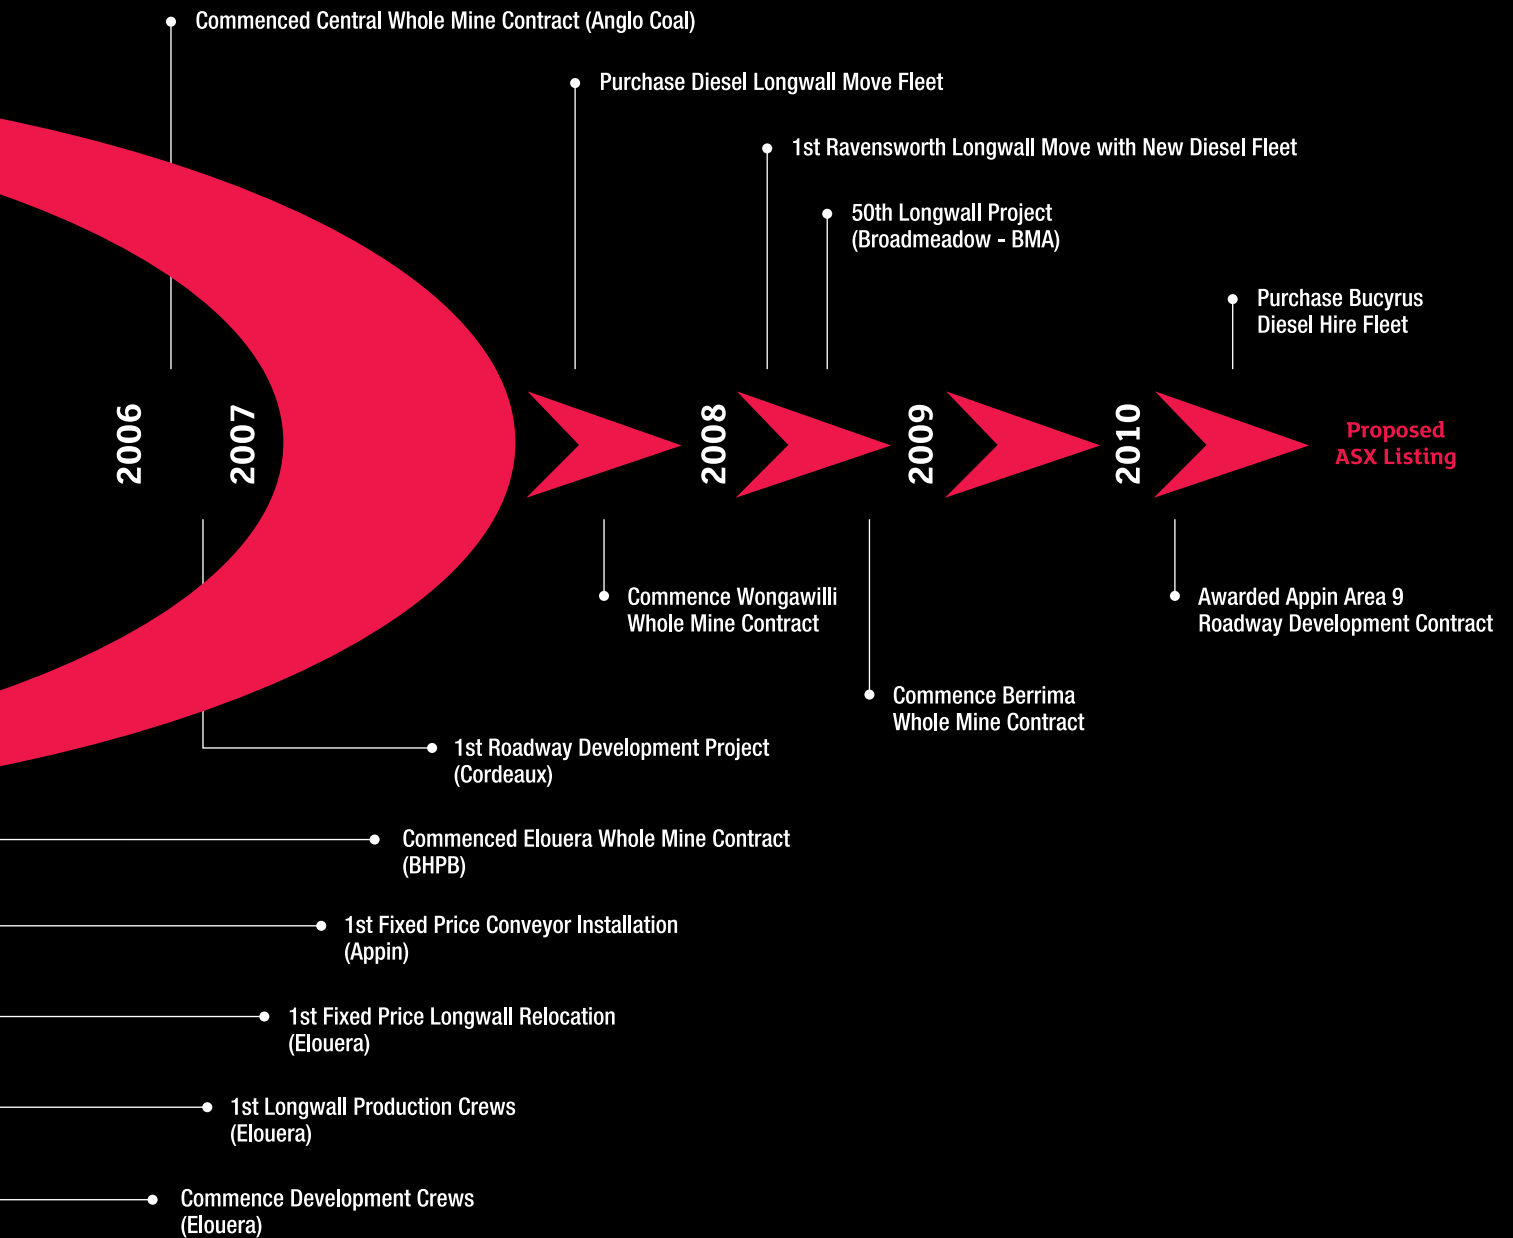 Commenced Central Whole Mine Contract (Anglo Coal)
Purchase Diesel Longwall Move Fleet
1st Ravensworth Longwall Move with New Diesel Fleet
50th Longwall Project
(Broadmeadow - BMA)
Purchase Bucyrus
Diesel Hire Fleet
2006
2007
2008
2009
2010
Proposed
ASX Listing
Commence Wongawilli
Whole Mine Contract
Awarded Appin Area 9
Roadway Development Contract
Commence Berrima
Whole Mine Contract
1st Roadway Development Project
(Cordeaux)
Commenced Elouera Whole Mine Contract
(BHPB)
1st Fixed Price Conveyor Installation
(Appin)
1st Fixed Price Longwall Relocation
(Elouera)
1st Longwall Production Crews
(Elouera)
Commence Development Crews
(Elouera)